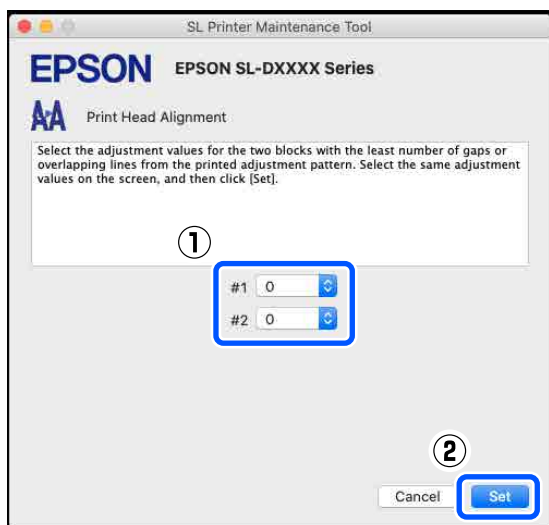 SL Printer Maintenance Tool
EPSON EPSON SL-DXXXX Series
Print Head Alignment
Select the adjustment values for the two blocks with the least number of gaps or
overlapping lines from the printed adjustment pattern. Select the same adjustment
values on the screen, and then click [Set].
①
#1 0
#2 0
②
Cancel Set